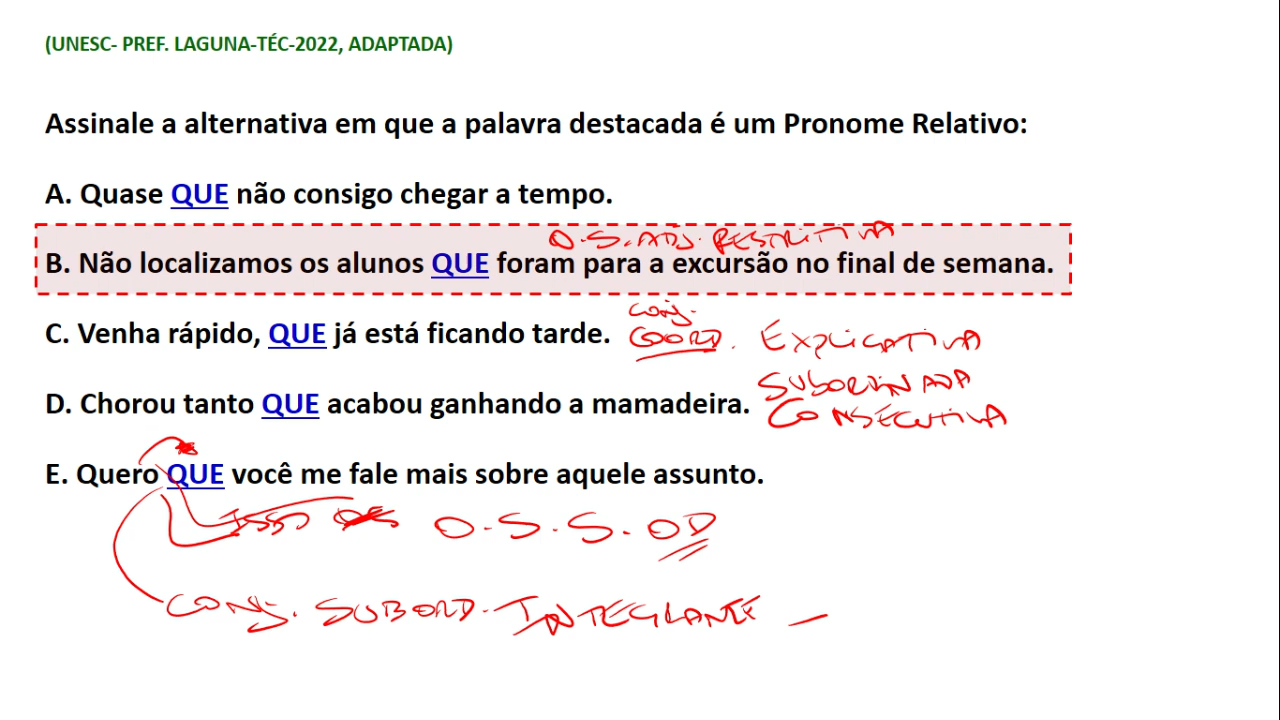 (UNESC- PREF. LAGUNA-TÉC-2022, ADAPTADA)
Assinale a alternativa em que a palavra destacada é um Pronome Relativo:
A. Quase QUE não consigo chegar a tempo.
O.S.ADJ. RESTRITIVA
B. Não localizamos os alunos QUE foram para a excursão no final de semana.
CONJ.
C. Venha rápido, QUE já está ficando tarde. COORD. EXPLICATIVA
SUBORDINADA
D. Chorou tanto QUE acabou ganhando a mamadeira. CONSECUTIVA
E. Quero QUE você me fale mais sobre aquele assunto.
ISSO O.S.S.OD
CONJ. SUBORD. INTEGRANTE